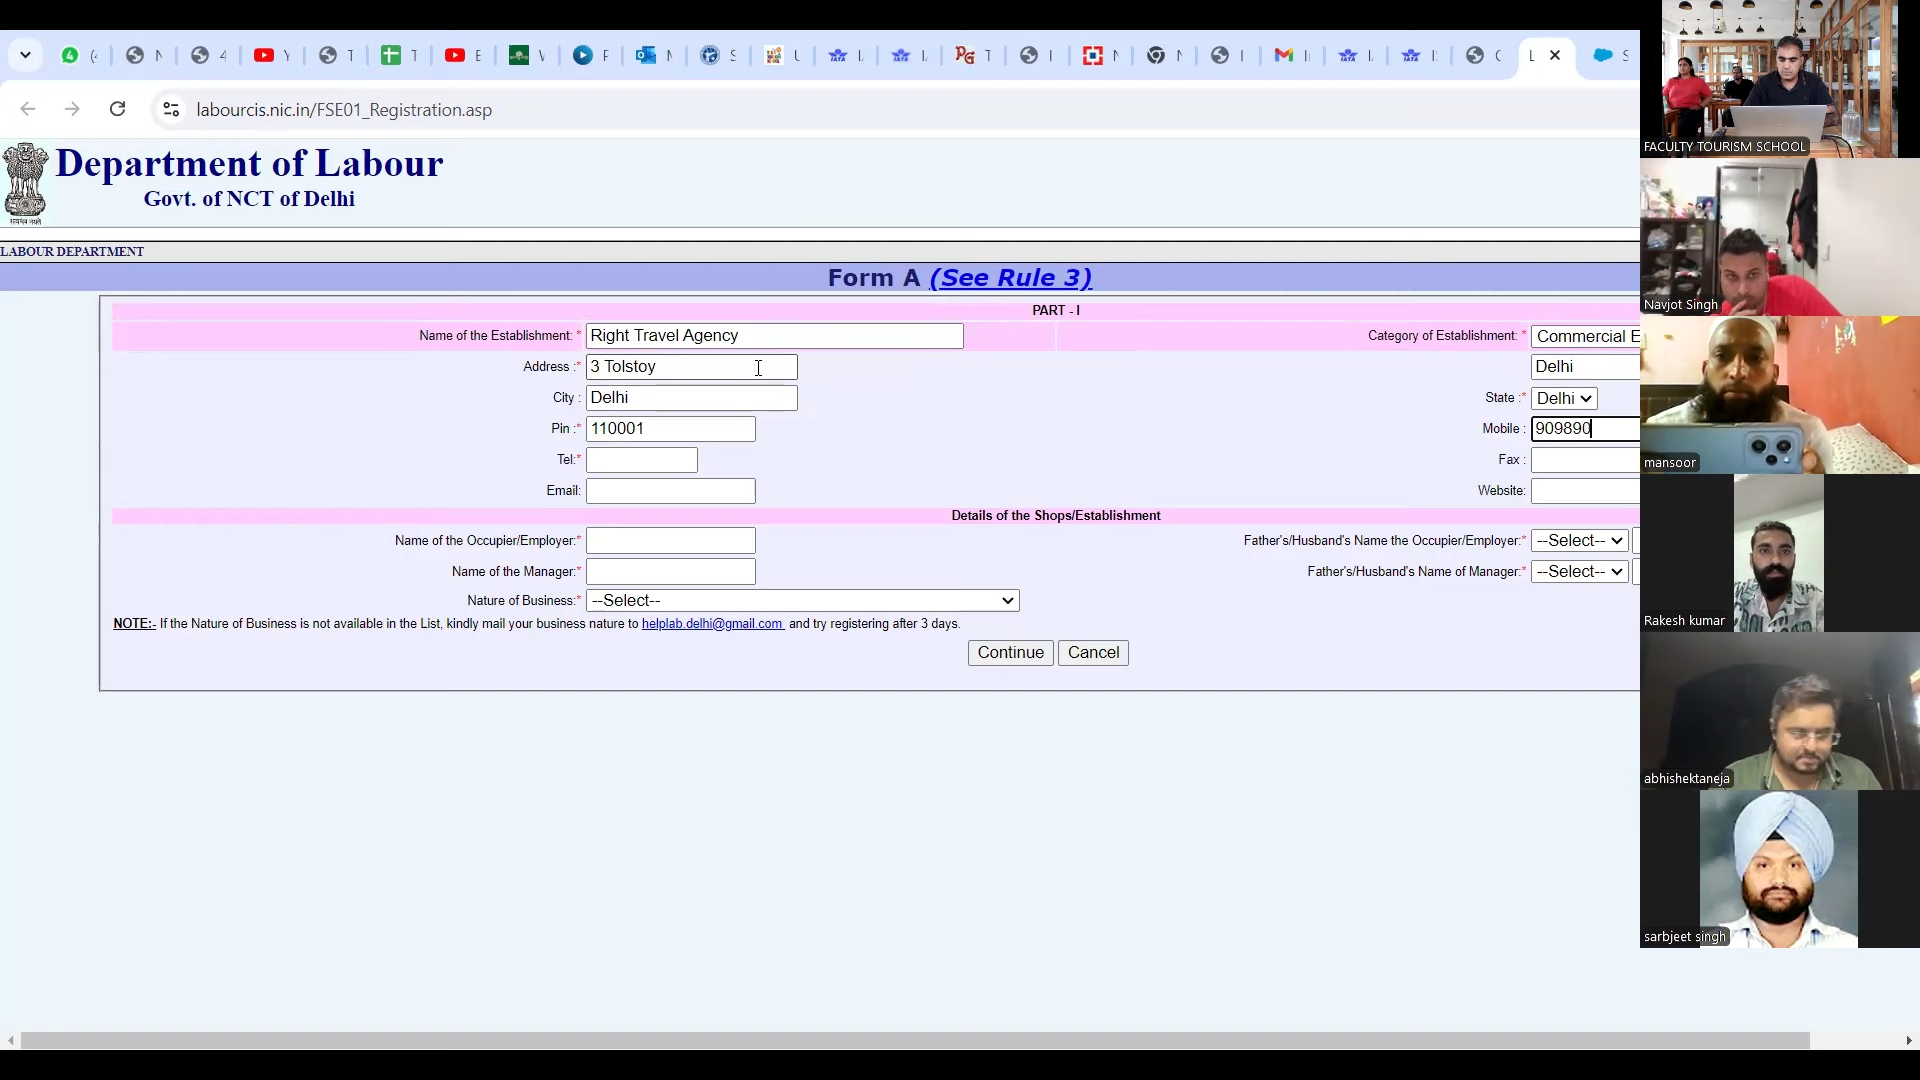 labourcis.nic.in/FSE01_Registration.asp
Department of Labour
Govt. of NCT of Delhi
सत्यमेव जयते
LABOUR DEPARTMENT
Form A (See Rule 3)
PART - I
Name of the Establishment: * Right Travel Agency Category of Establishment: * Commercial E
Address :* 3 Tolstoy Delhi
City : Delhi State :* Delhi
Pin :* 110001 Mobile : 909890
Tel:* Fax :
Email: Website:
Details of the Shops/Establishment
Name of the Occupier/Employer:* Father's/Husband's Name the Occupier/Employer:* --Select--
Name of the Manager:* Father's/Husband's Name of Manager:* --Select--
Nature of Business:* --Select--
NOTE:- If the Nature of Business is not available in the List, kindly mail your business nature to helplab.delhi@gmail.com and try registering after 3 days.
Continue Cancel
FACULTY TOURISM SCHOOL
Navjot Singh
mansoor
Rakesh kumar
abhishektaneja
sarbjeet singh